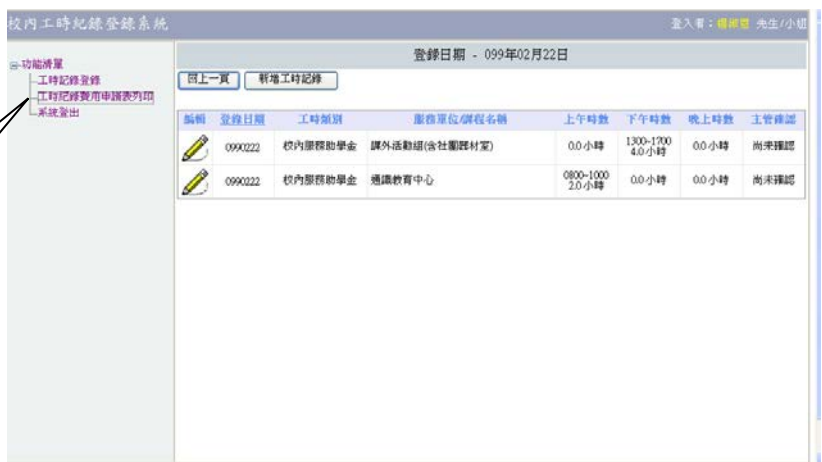 校內工時紀錄登錄系統
登入者: 先生/小姐
功能清單
工時記錄登錄
工時紀錄費用申請表列印
系統登出
登錄日期 - 099年02月22日
回上一頁 新增工時記錄
編輯 登錄日期 工時類別 服務單位/課程名稱 上午時數 下午時數 晚上時數 主管確認
0990222 校內服務助學金 課外活動組(含社團器材室) 0.0小時 1300~1700 4.0小時 0.0小時 尚未確認
0990222 校內服務助學金 通識教育中心 0800~1000 2.0小時 0.0小時 0.0小時 尚未確認